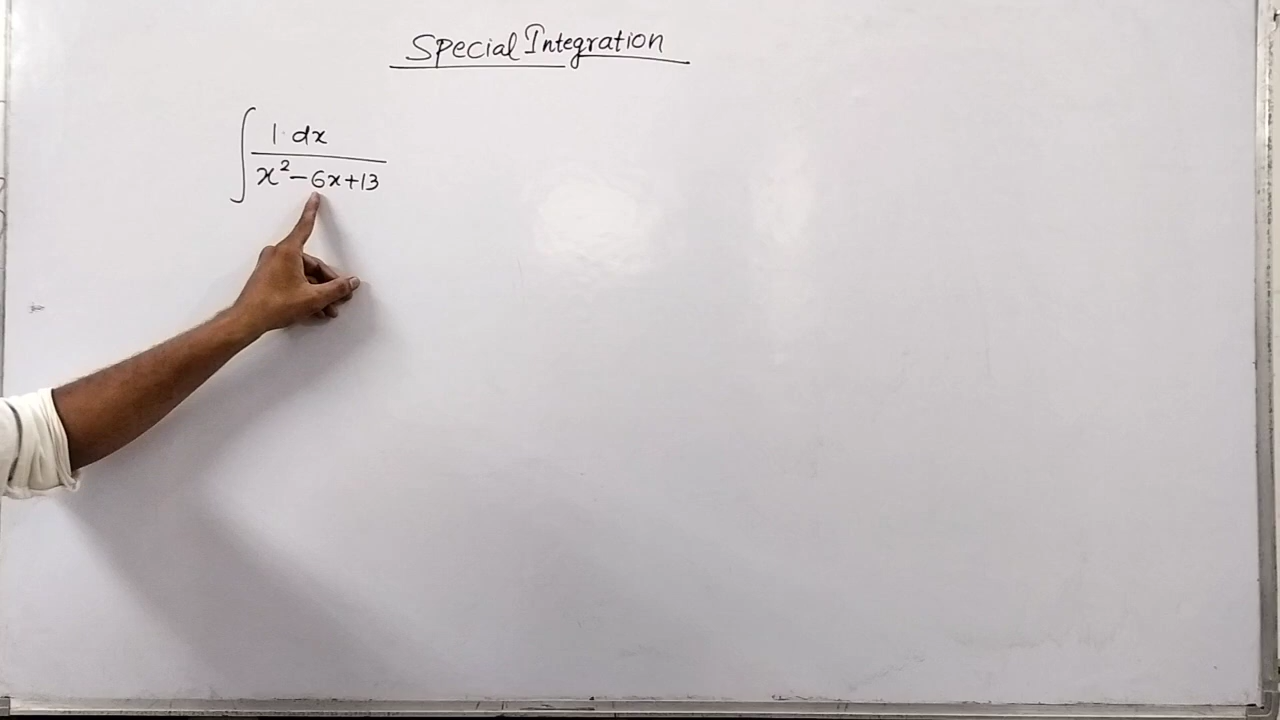 Special Integration
∫ 1· dx
x² − 6x + 13